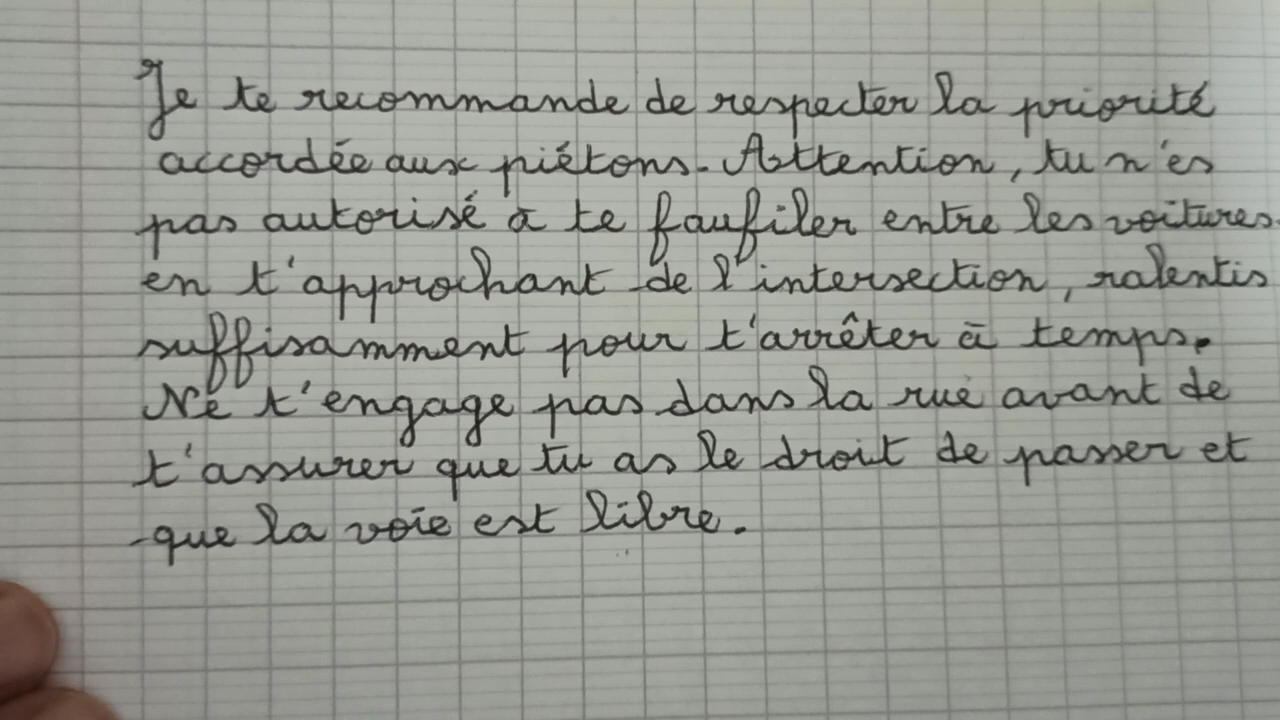 Je te recommande de respecter la priorité
accordée aux piétons. Attention, tu n'es
pas autorisé à te faufiler entre les voitures.
en t'approchant de l'intersection, ralentis
suffisamment pour t'arrêter à temps.
Ne t'engage pas dans la rue avant de
t'assurer que tu as le droit de passer et
que la voie est libre.